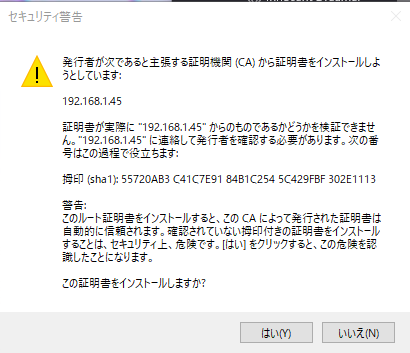 セキュリティ警告
発行者が次であると主張する証明機関 (CA) から証明書をインストールしよ
うとしています:
192.168.1.45
証明書が実際に "192.168.1.45" からのものであるかどうかを検証できませ
ん。"192.168.1.45" に連絡して発行者を確認する必要があります。次の番
号はこの過程で役立ちます:
拇印 (sha1): 55720AB3 C41C7E91 84B1C254 5C429FBF 302E1113
警告:
このルート証明書をインストールすると、この CA によって発行された証明書は
自動的に信頼されます。確認されていない拇印付きの証明書をインストール
することは、セキュリティ上、危険です。[はい] をクリックすると、この危険を認
識したことになります。
この証明書をインストールしますか?
はい(Y)
いいえ(N)